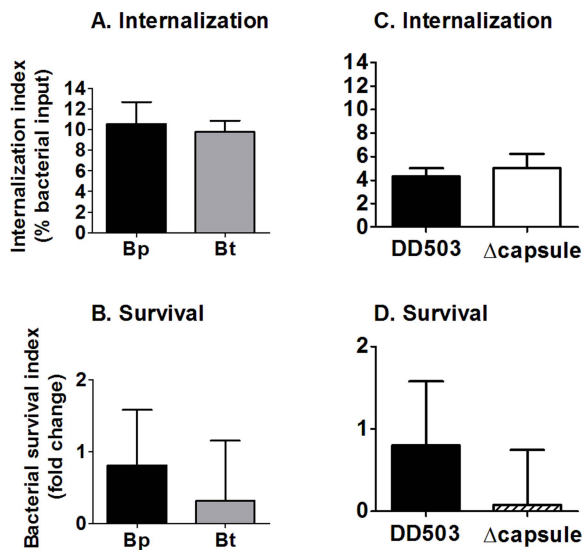 A. Internalization
Internalization index
(% bacterial input)
14
12
10
8
6
4
2
0
Bp Bt
C. Internalization
14
12
10
8
6
4
2
0
DD503 Δcapsule
B. Survival
Bacterial survival index
(fold change)
2
1
0
Bp Bt
D. Survival
2
1
0
DD503 Δcapsule